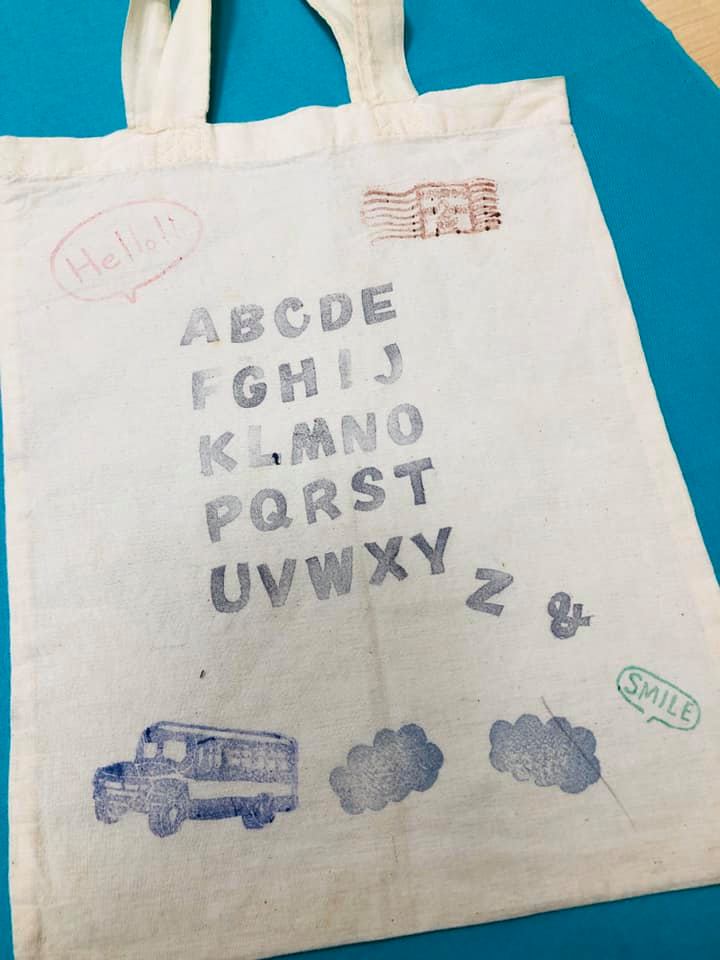 Hello!!
ABCDE
FGHIJ
KLMNO
PQRST
UVWXY
Z &
SMILE